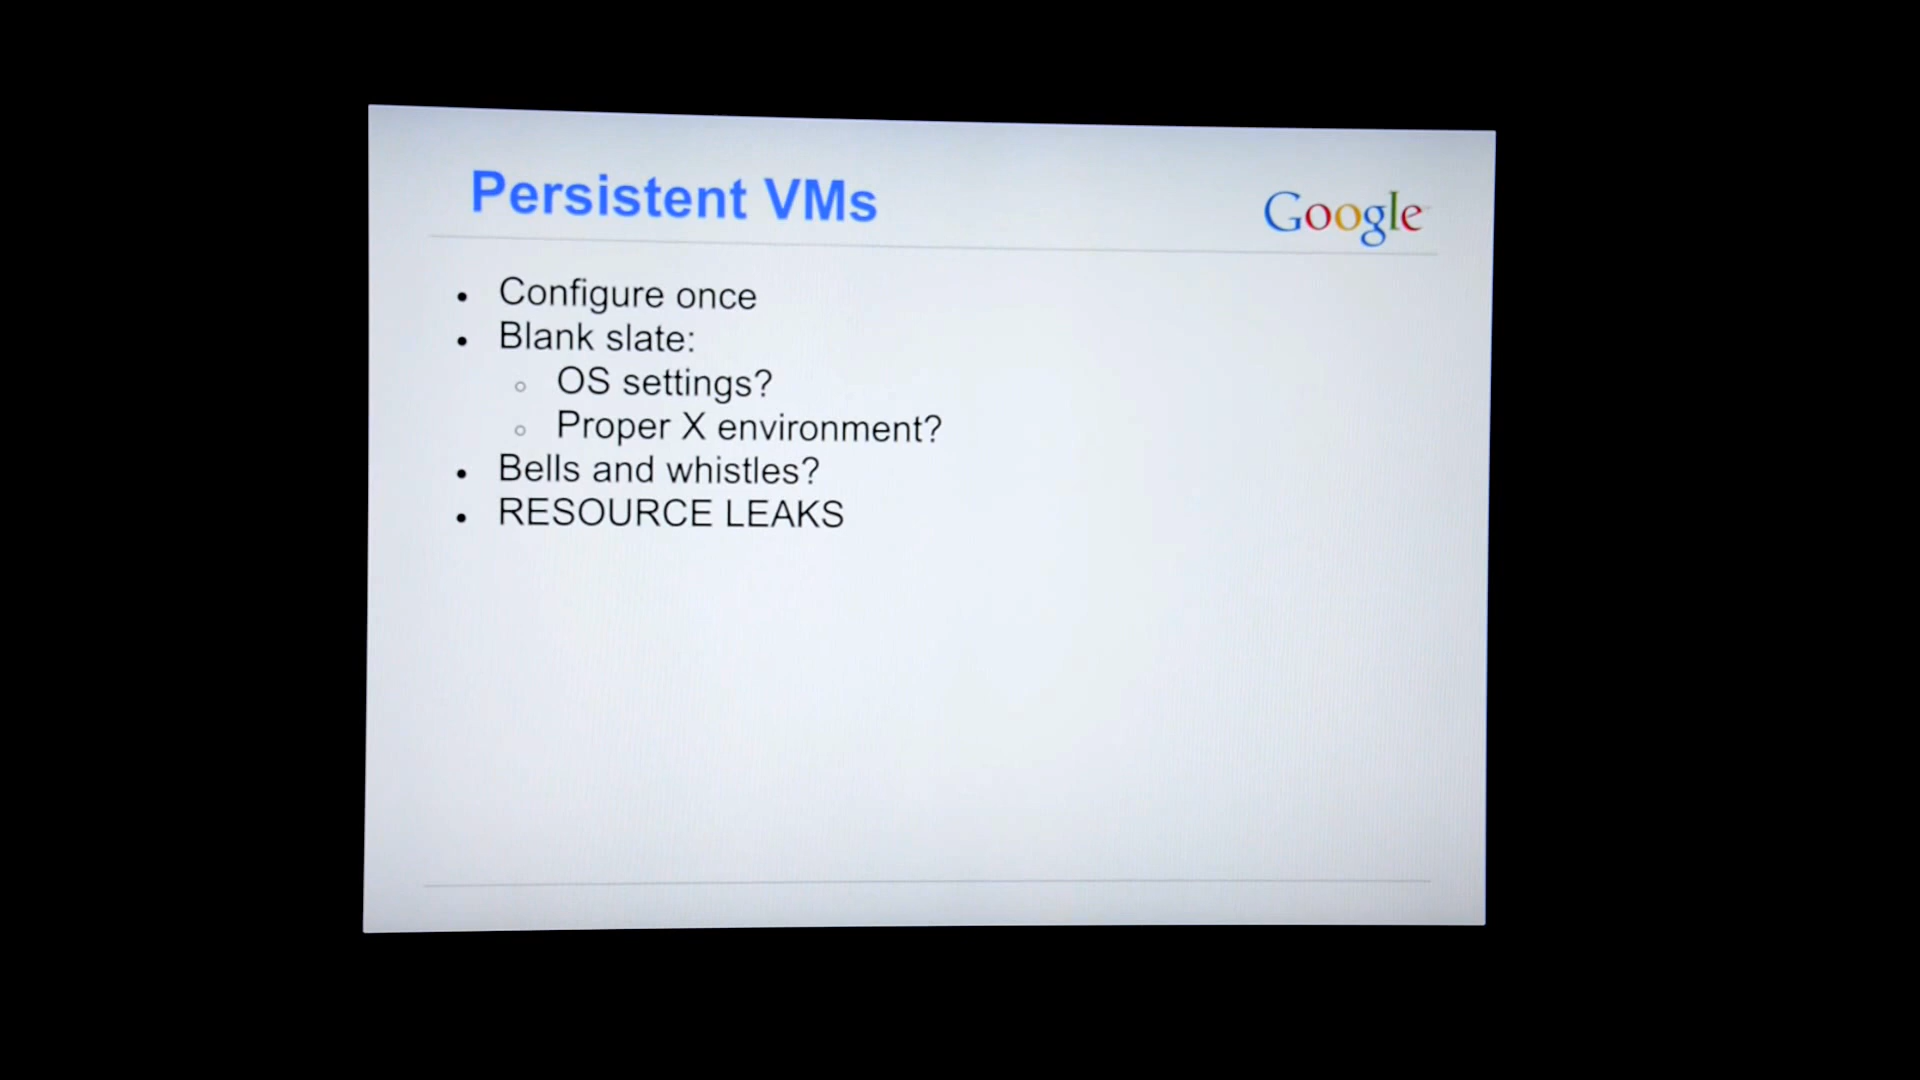 Persistent VMs
Google
• Configure once
• Blank slate:
○ OS settings?
○ Proper X environment?
• Bells and whistles?
• RESOURCE LEAKS